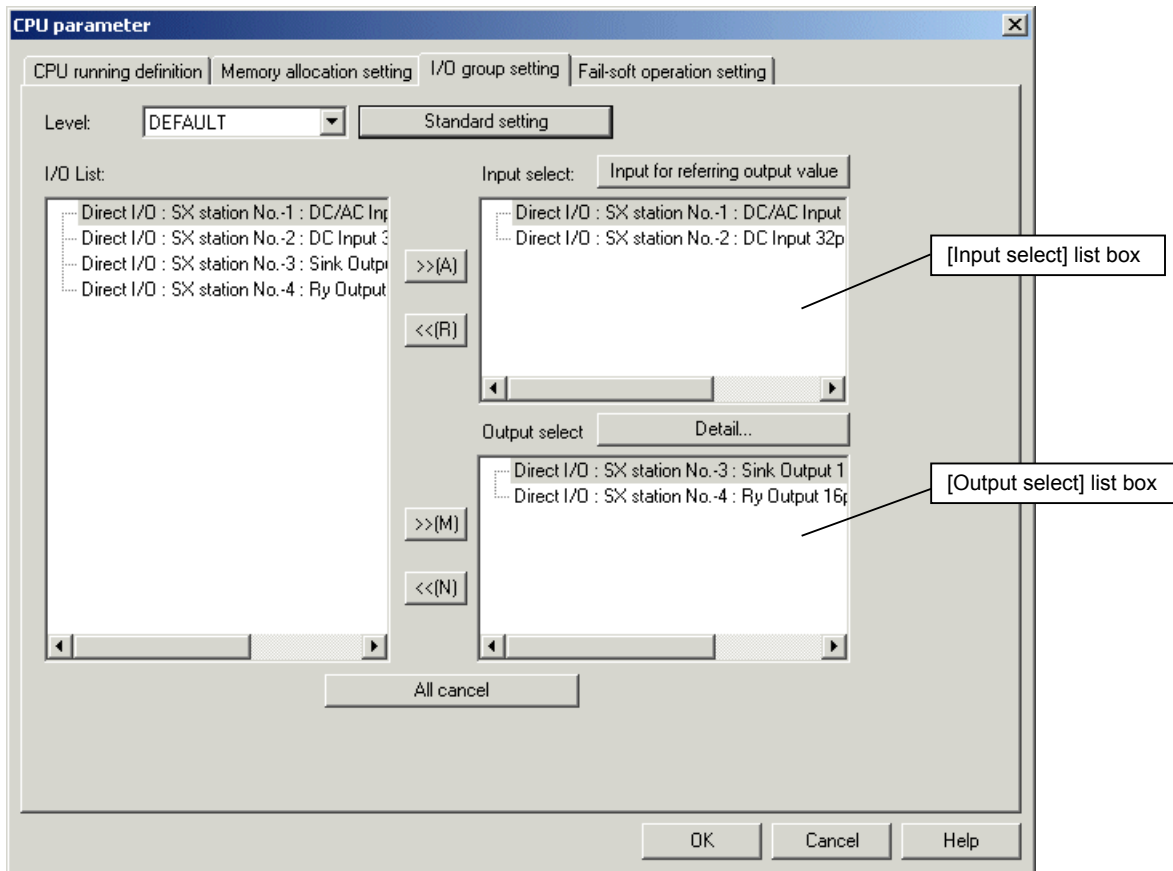 CPU parameter
CPU running definition
Memory allocation setting
I/O group setting
Fail-soft operation setting
Level:
DEFAULT
Standard setting
I/O List:
Direct I/O : SX station No.-1 : DC/AC Inp
Direct I/O : SX station No.-2 : DC Input 3
Direct I/O : SX station No.-3 : Sink Outpu
Direct I/O : SX station No.-4 : Ry Output
>>(A)
<<(R)
>>(M)
<<(N)
Input select:
Input for referring output value
Direct I/O : SX station No.-1 : DC/AC Input
Direct I/O : SX station No.-2 : DC Input 32p
[Input select] list box
Output select
Detail...
Direct I/O : SX station No.-3 : Sink Output 1
Direct I/O : SX station No.-4 : Ry Output 16p
[Output select] list box
All cancel
OK
Cancel
Help